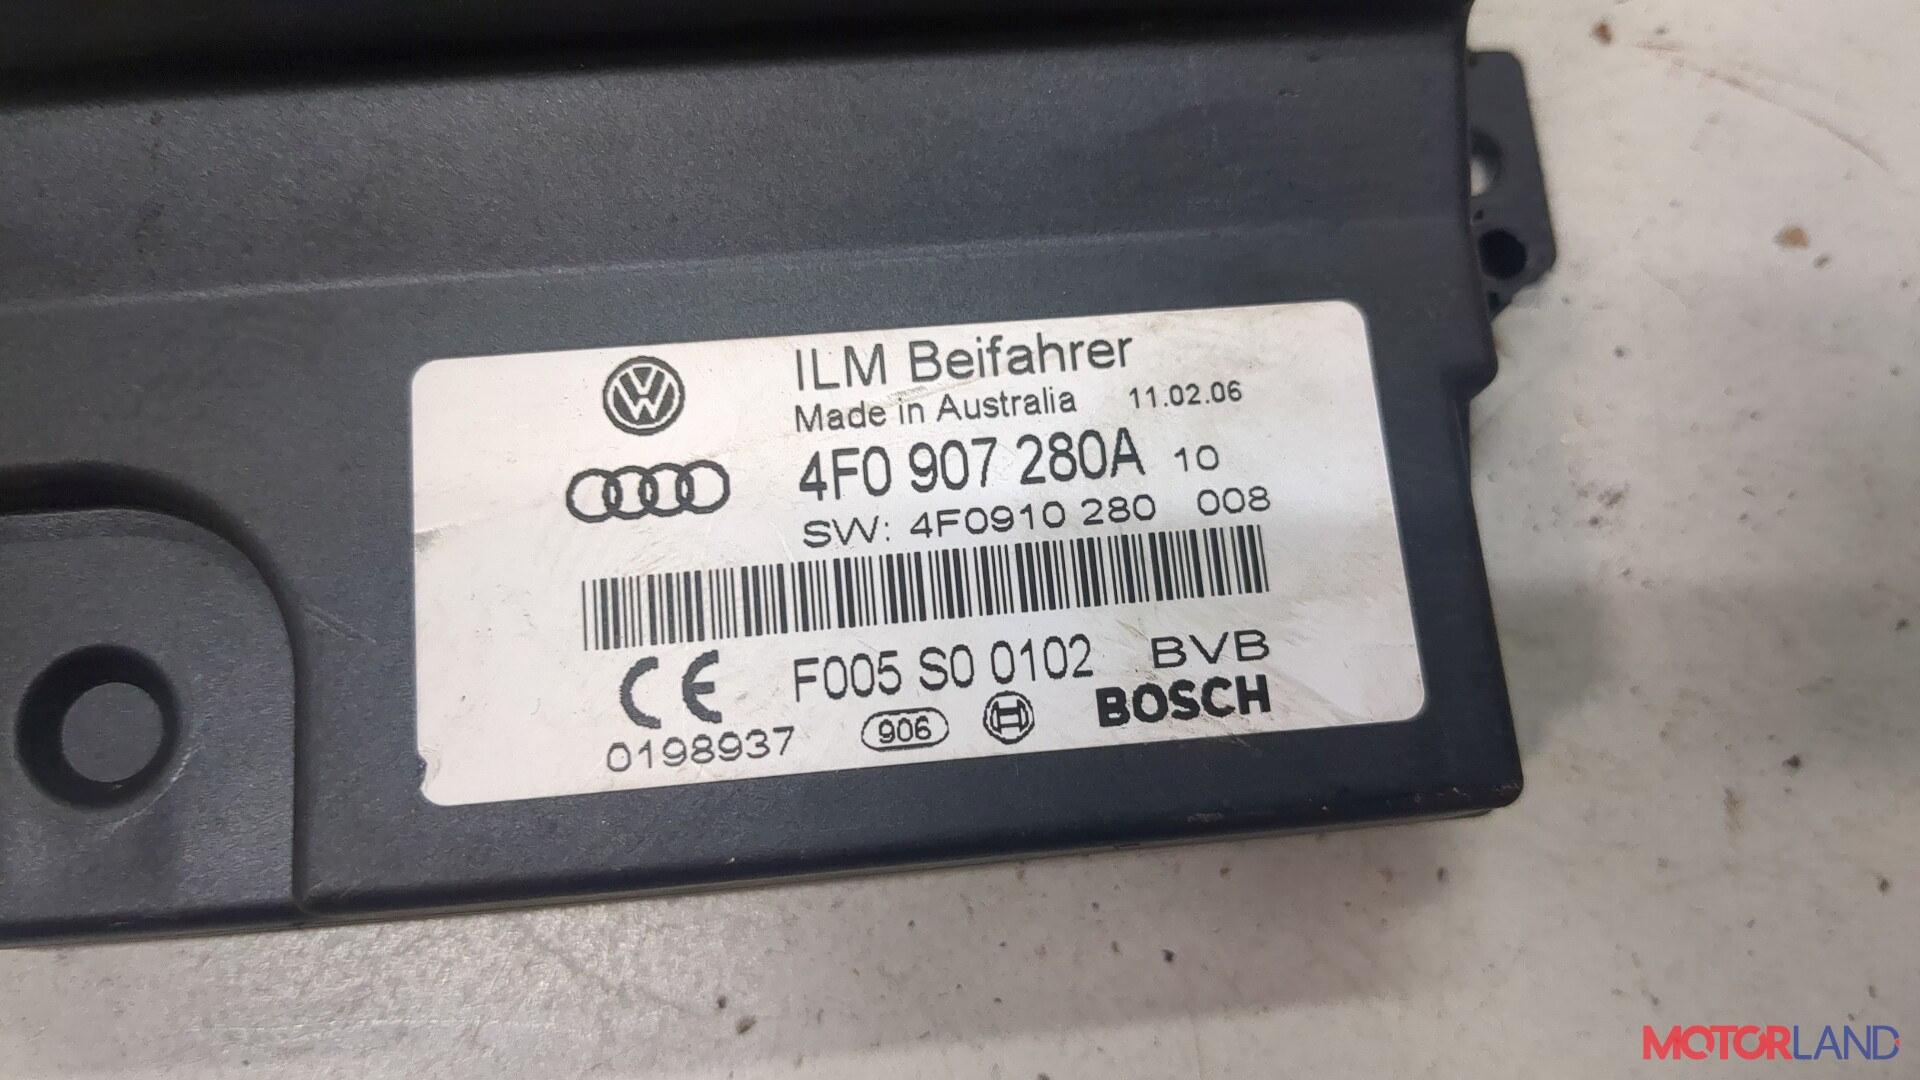 ILM Beifahrer
Made in Australia 11.02.06
4F0 907 280A 10
SW: 4F0910 280 008
F005 S0 0102 BVB
CE
0198937 906 BOSCH
MOTORLAND